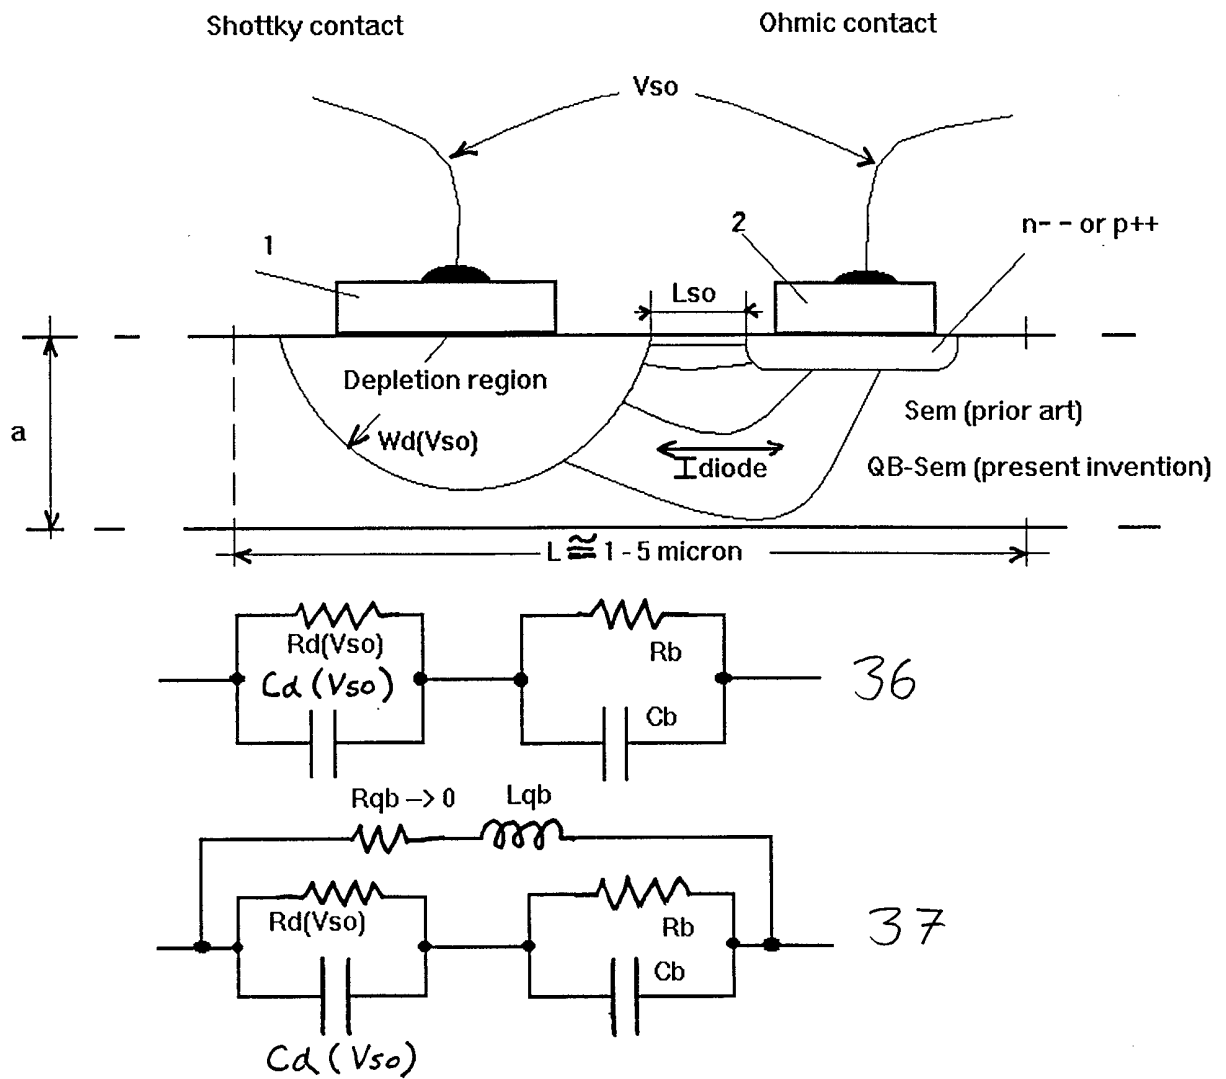 Shottky contact
Ohmic contact
Vso
1
2
n- - or p++
Lso
Depletion region
a
Wd(Vso)
Sem (prior art)
I diode
QB-Sem (present invention)
L ≅ 1 - 5 micron
Rd(Vso)
Rb
Cd (Vso)
36
Cb
Rqb –> 0
Lqb
Rd(Vso)
Rb
37
Cb
Cd (Vso)